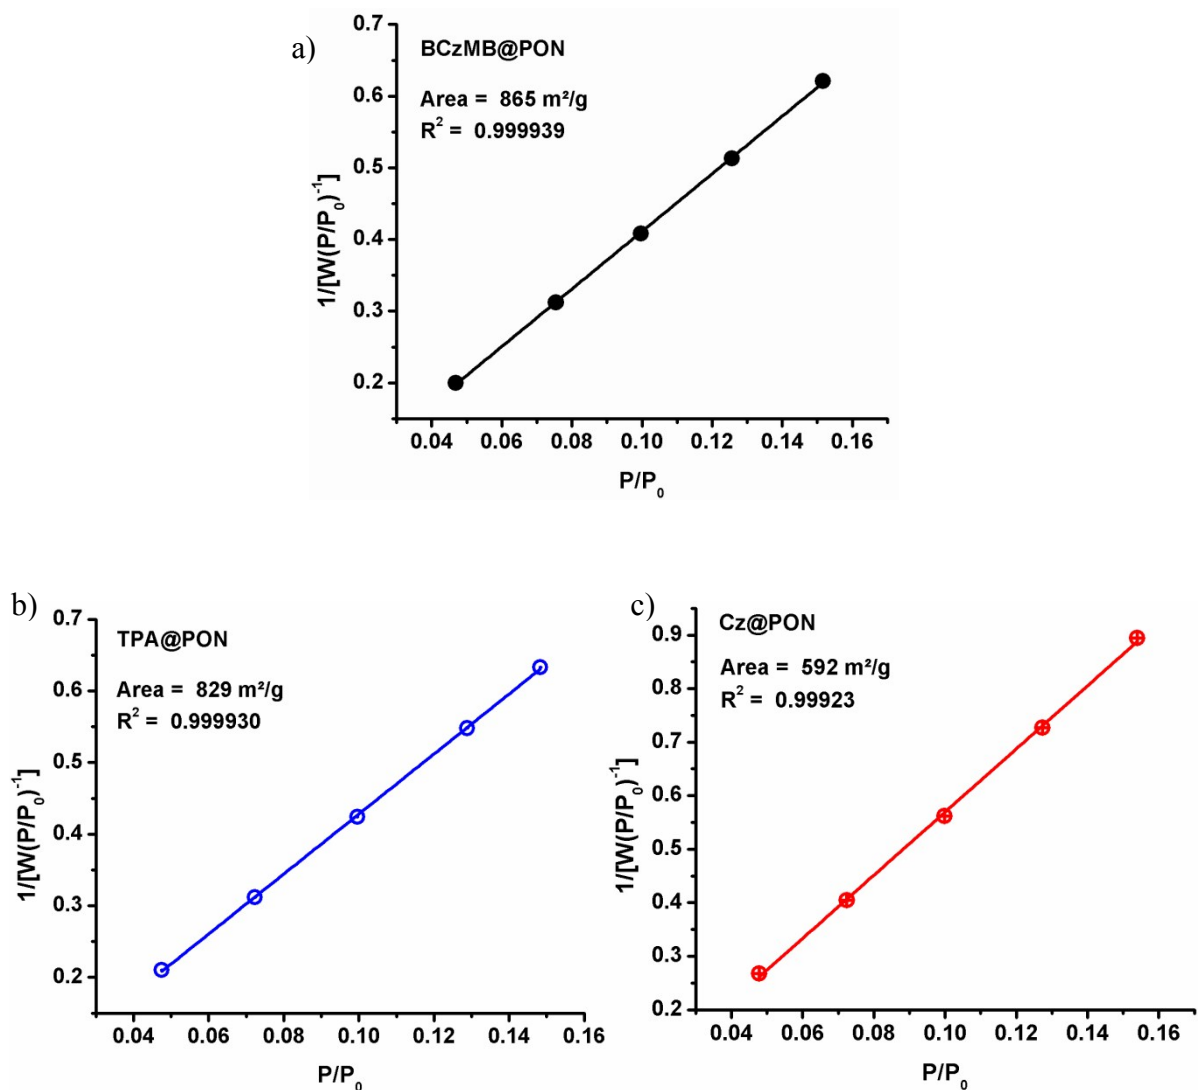 a)
BCzMB@PON
Area = 865 m²/g
R² = 0.999939
1/[W(P/P₀)⁻¹]
0.7
0.6
0.5
0.4
0.3
0.2
0.04 0.06 0.08 0.10 0.12 0.14 0.16
P/P₀
b)
TPA@PON
Area = 829 m²/g
R² = 0.999930
1/[W(P/P₀)⁻¹]
0.7
0.6
0.5
0.4
0.3
0.2
0.04 0.06 0.08 0.10 0.12 0.14 0.16
P/P₀
c)
Cz@PON
Area = 592 m²/g
R² = 0.99923
1/[W(P/P₀)⁻¹]
0.9
0.8
0.7
0.6
0.5
0.4
0.3
0.2
0.04 0.06 0.08 0.10 0.12 0.14 0.16
P/P₀